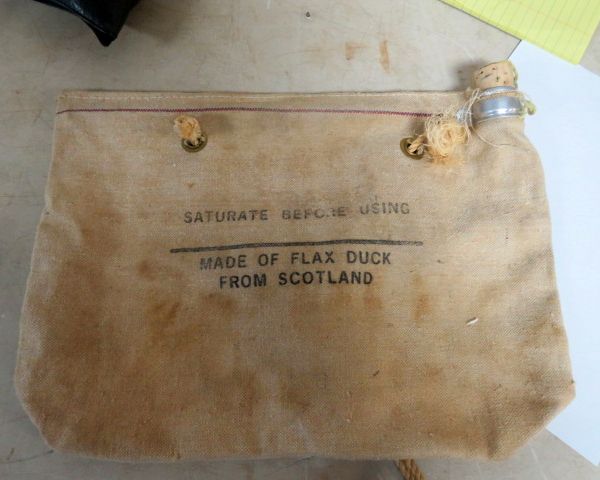 SATURATE BEFORE USING
MADE OF FLAX DUCK
FROM SCOTLAND